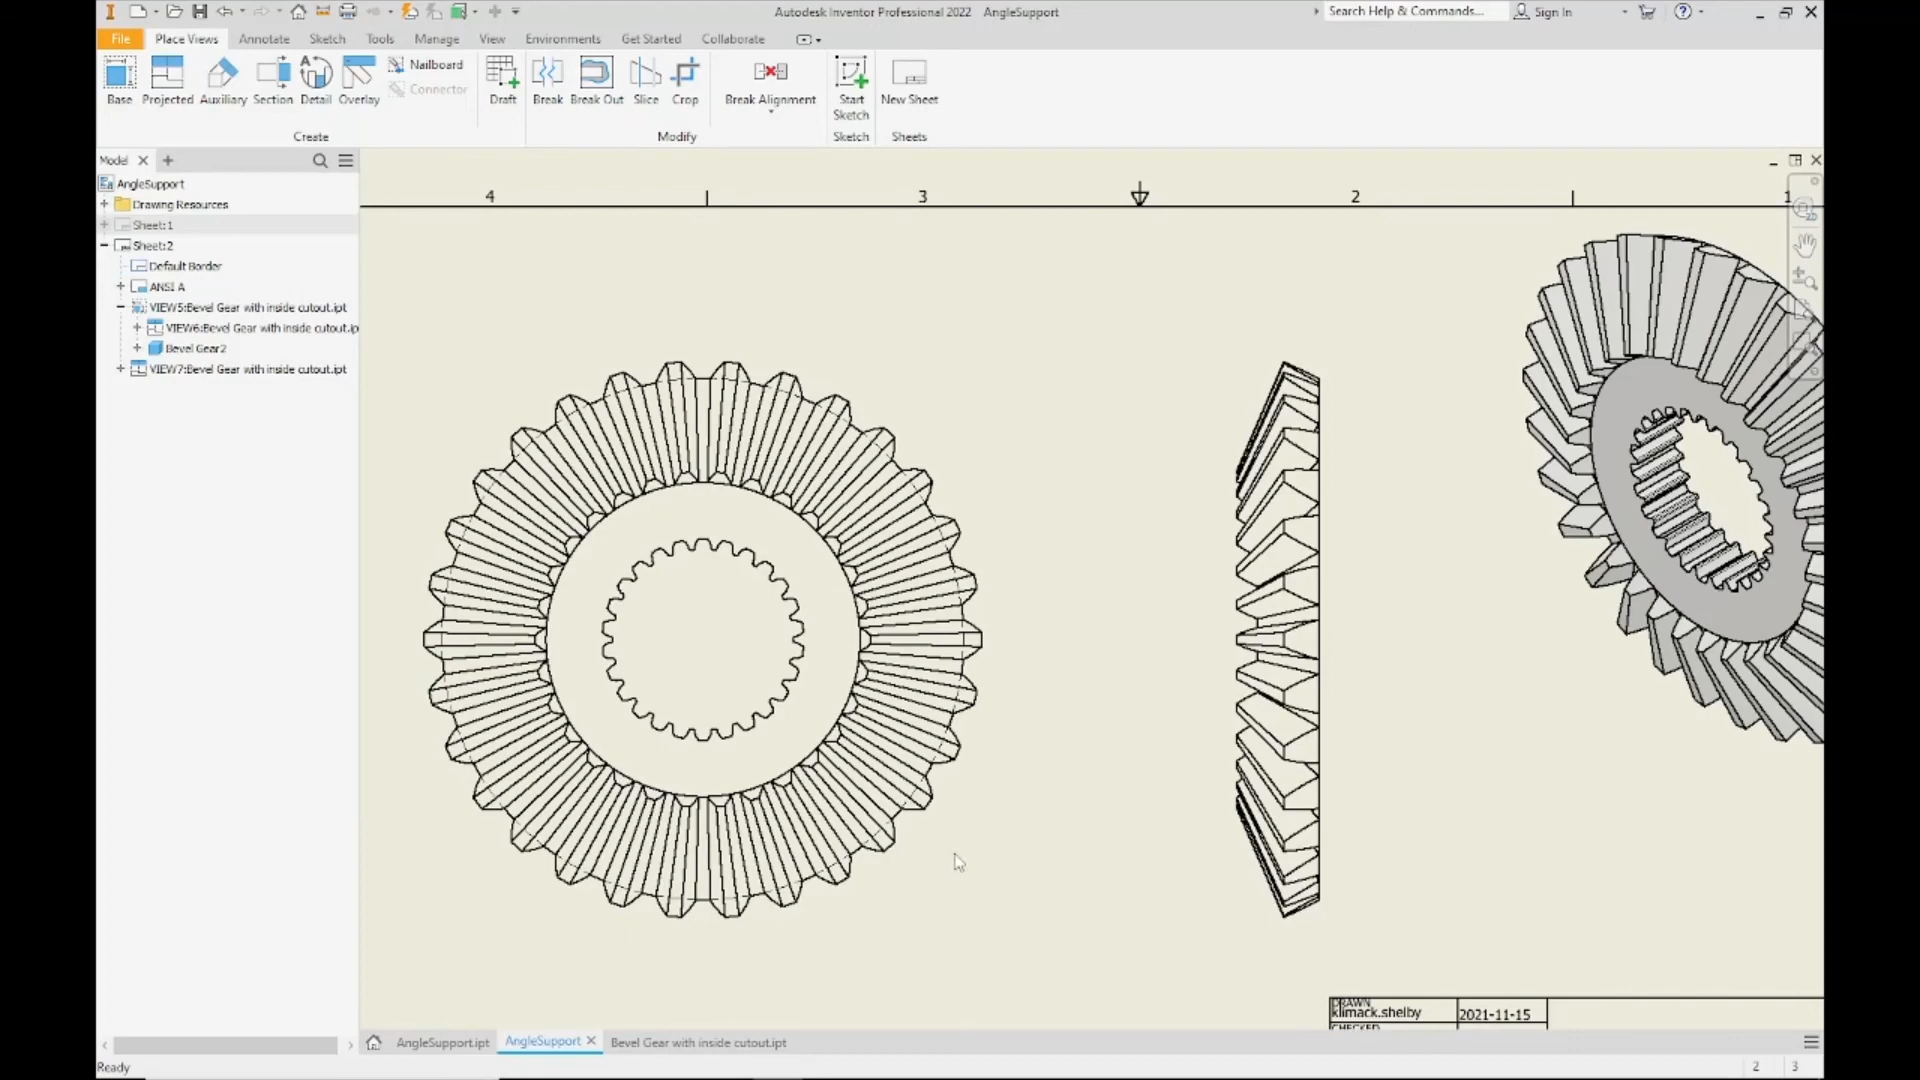 Autodesk Inventor Professional 2022 AngleSupport
Search Help & Commands...
Sign In
File
Place Views
Annotate
Sketch
Tools
Manage
View
Environments
Get Started
Collaborate
Base
Projected
Auxiliary
Section
Detail
Overlay
Nailboard
Connector
Draft
Break
Break Out
Slice
Crop
Break Alignment
Start
Sketch
New Sheet
Create
Modify
Sketch
Sheets
Model
AngleSupport
Drawing Resources
Sheet:1
Sheet:2
Default Border
ANSI A
VIEW5:Bevel Gear with inside cutout.ipt
VIEW6:Bevel Gear with inside cutout.ip
Bevel Gear2
VIEW7:Bevel Gear with inside cutout.ipt
4
3
2
1
DRAWN
klimack.shelby
2021-11-15
CHECKED
AngleSupport.ipt
AngleSupport
Bevel Gear with inside cutout.ipt
Ready
2
3